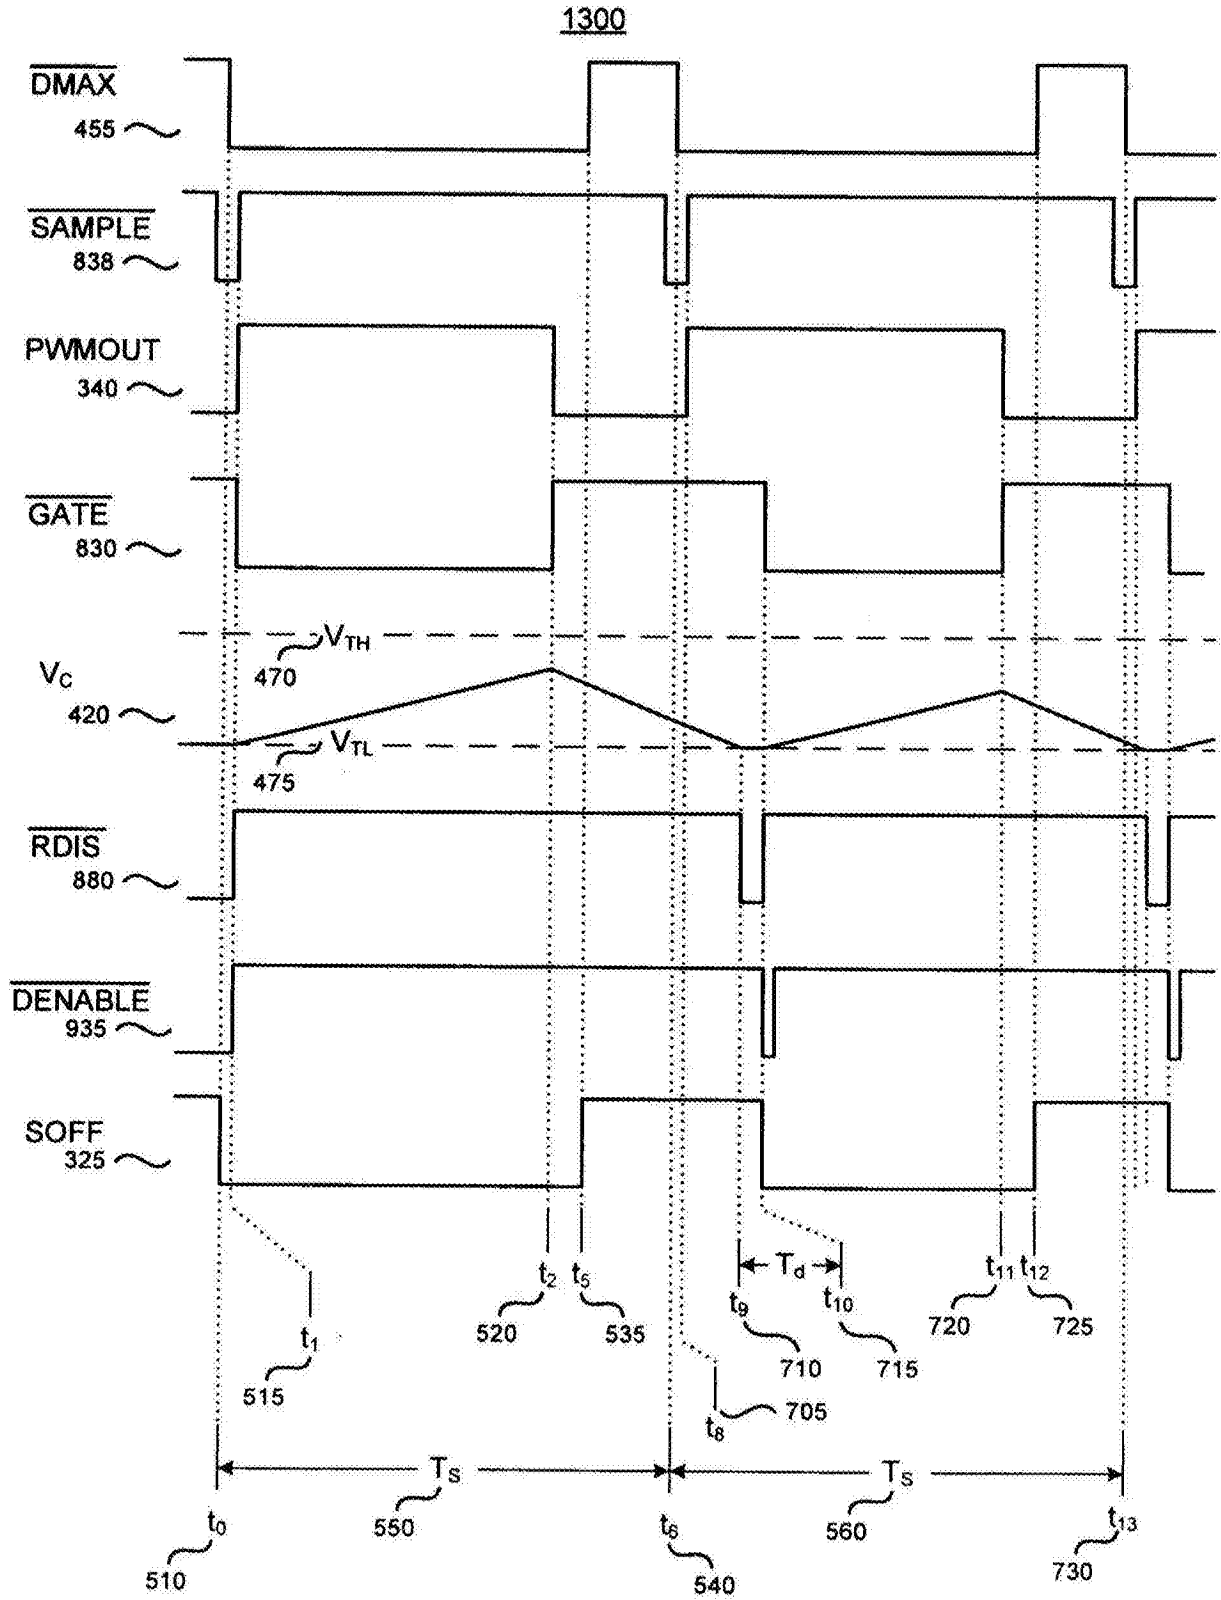 1300
DMAX
455
SAMPLE
838
PWMOUT
340
GATE
830
VTH
470
VC
420
VTL
475
RDIS
880
DENABLE
935
SOFF
325
t2 t5 Td t11 t12
520 535 t9 t10 720 725
t1 710 715
515
t8 705
TS TS
550 560
t0 t6 t13
510 540 730